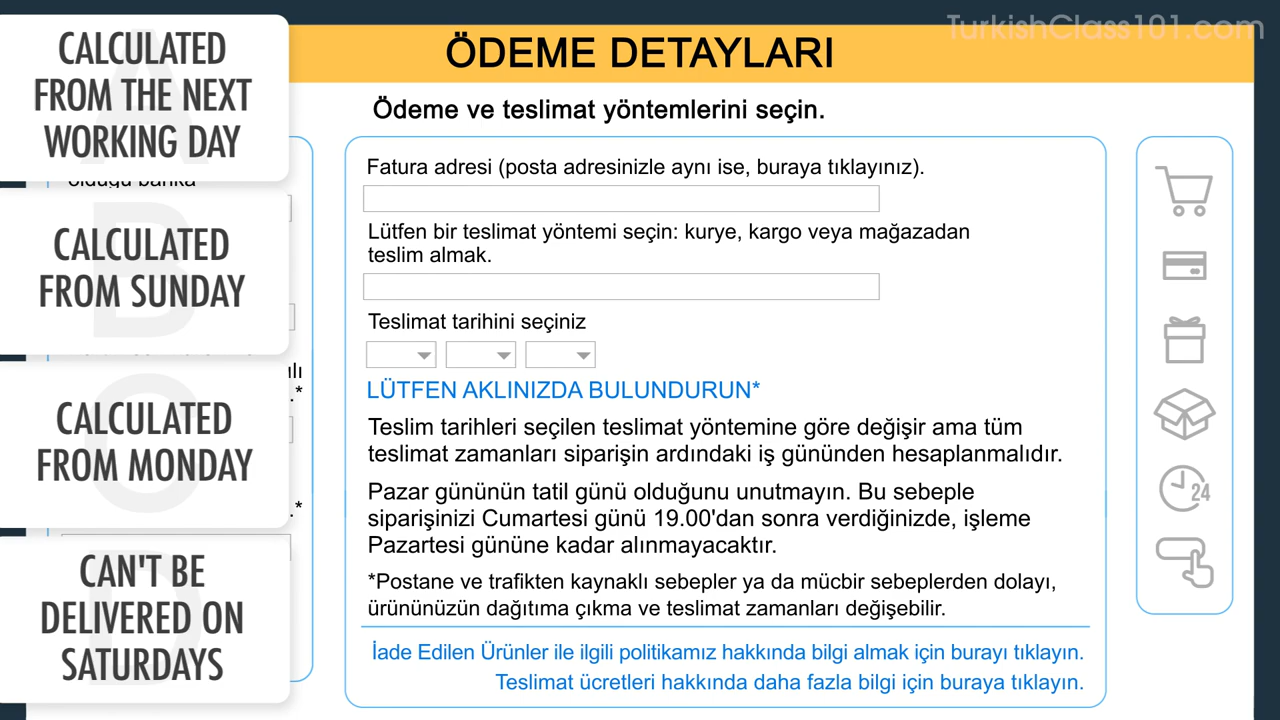 TurkishClass101.com
ÖDEME DETAYLARI
CALCULATED
FROM THE NEXT
WORKING DAY
CALCULATED
FROM SUNDAY
CALCULATED
FROM MONDAY
CAN'T BE
DELIVERED ON
SATURDAYS
olduğu banka
Ödeme ve teslimat yöntemlerini seçin.
Fatura adresi (posta adresinizle aynı ise, buraya tıklayınız).
Lütfen bir teslimat yöntemi seçin: kurye, kargo veya mağazadan
teslim almak.
Teslimat tarihini seçiniz
LÜTFEN AKLINIZDA BULUNDURUN*
Teslim tarihleri seçilen teslimat yöntemine göre değişir ama tüm
teslimat zamanları siparişin ardındaki iş gününden hesaplanmalıdır.
Pazar gününün tatil günü olduğunu unutmayın. Bu sebeple
siparişinizi Cumartesi günü 19.00'dan sonra verdiğinizde, işleme
Pazartesi gününe kadar alınmayacaktır.
*Postane ve trafikten kaynaklı sebepler ya da mücbir sebeplerden dolayı,
ürününüzün dağıtıma çıkma ve teslimat zamanları değişebilir.
İade Edilen Ürünler ile ilgili politikamız hakkında bilgi almak için burayı tıklayın.
Teslimat ücretleri hakkında daha fazla bilgi için buraya tıklayın.
24